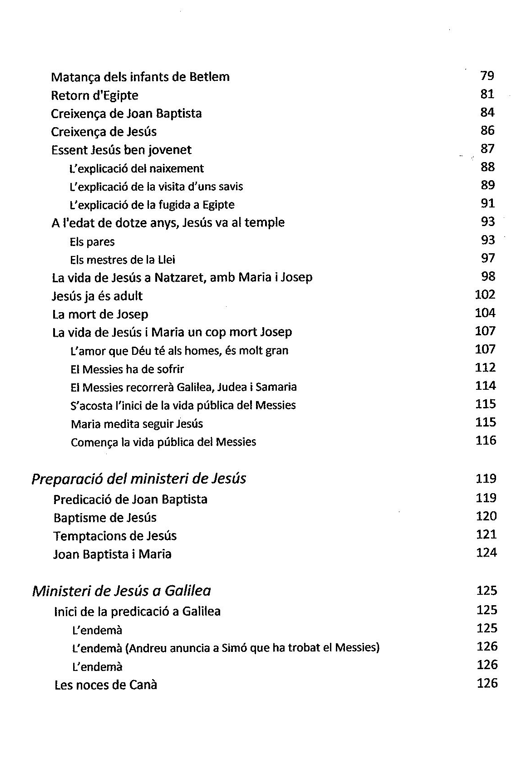 Matança dels infants de Betlem 79
Retorn d'Egipte 81
Creixença de Joan Baptista 84
Creixença de Jesús 86
Essent Jesús ben jovenet 87
L'explicació del naixement 88
L'explicació de la visita d'uns savis 89
L'explicació de la fugida a Egipte 91
A l'edat de dotze anys, Jesús va al temple 93
Els pares 93
Els mestres de la Llei 97
La vida de Jesús a Natzaret, amb Maria i Josep 98
Jesús ja és adult 102
La mort de Josep 104
La vida de Jesús i Maria un cop mort Josep 107
L'amor que Déu té als homes, és molt gran 107
El Messies ha de sofrir 112
El Messies recorrerà Galilea, Judea i Samaria 114
S'acosta l'inici de la vida pública del Messies 115
Maria medita seguir Jesús 115
Comença la vida pública del Messies 116
Preparació del ministeri de Jesús 119
Predicació de Joan Baptista 119
Baptisme de Jesús 120
Temptacions de Jesús 121
Joan Baptista i Maria 124
Ministeri de Jesús a Galilea 125
Inici de la predicació a Galilea 125
L'endemà 125
L'endemà (Andreu anuncia a Simó que ha trobat el Messies) 126
L'endemà 126
Les noces de Canà 126